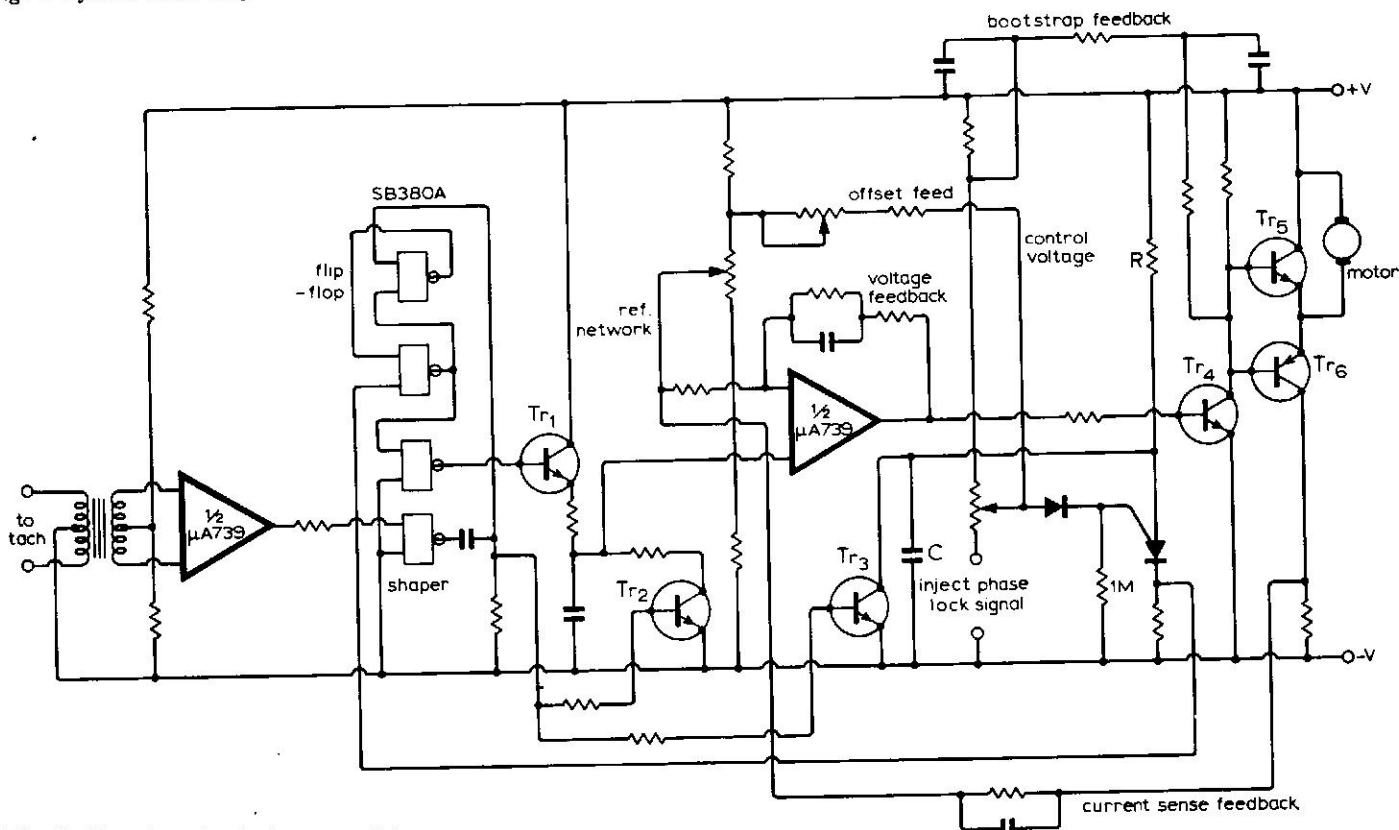 bootstrap feedback
+V
SB380A
offset feed
Tr5
control
voltage
R
motor
flip
-flop
voltage
feedback
ref.
network
Tr4
Tr6
Tr1
½
μA739
½
μA739
to
tach
C
Tr3
shaper
Tr2
inject phase
lock signal
1M
-V
current sense feedback